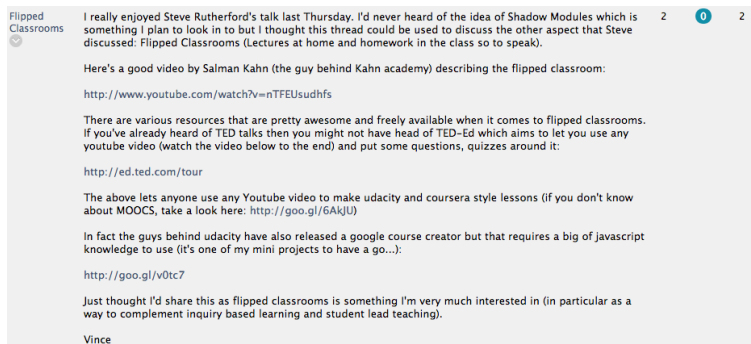 Flipped
Classrooms
I really enjoyed Steve Rutherford's talk last Thursday. I'd never heard of the idea of Shadow Modules which is
something I plan to look in to but I thought this thread could be used to discuss the other aspect that Steve
discussed: Flipped Classrooms (Lectures at home and homework in the class so to speak).
Here's a good video by Salman Kahn (the guy behind Kahn academy) describing the flipped classroom:
http://www.youtube.com/watch?v=nTFEUsudhfs
There are various resources that are pretty awesome and freely available when it comes to flipped classrooms.
If you've already heard of TED talks then you might not have head of TED-Ed which aims to let you use any
youtube video (watch the video below to the end) and put some questions, quizzes around it:
http://ed.ted.com/tour
The above lets anyone use any Youtube video to make udacity and coursera style lessons (if you don't know
about MOOCS, take a look here: http://goo.gl/6AkJU)
In fact the guys behind udacity have also released a google course creator but that requires a big of javascript
knowledge to use (it's one of my mini projects to have a go...):
http://goo.gl/v0tc7
Just thought I'd share this as flipped classrooms is something I'm very much interested in (in particular as a
way to complement inquiry based learning and student lead teaching).
Vince
2 0 2